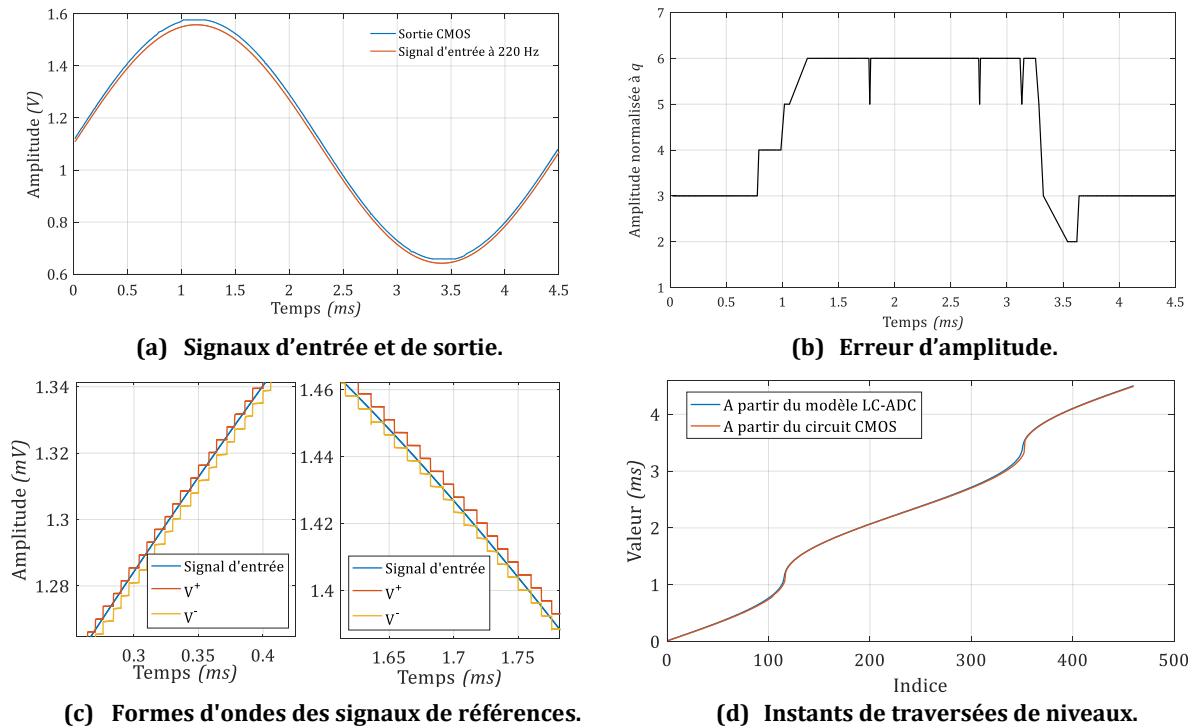 1.6
1.4
1.2
1
0.8
0.6
Amplitude (V)
Sortie CMOS
Signal d'entrée à 220 Hz
0 0.5 1 1.5 2 2.5 3 3.5 4 4.5
Temps (ms)
(a) Signaux d'entrée et de sortie.
7
6
5
4
3
2
1
Amplitude normalisée à q
0 0.5 1 1.5 2 2.5 3 3.5 4 4.5
Temps (ms)
(b) Erreur d'amplitude.
1.34
1.32
1.3
1.28
Amplitude (mV)
Signal d'entrée
V+
V-
0.3 0.35 0.4
Temps (ms)
1.46
1.44
1.42
1.4
Signal d'entrée
V+
V-
1.65 1.7 1.75
Temps (ms)
(c) Formes d'ondes des signaux de références.
4
3
2
1
0
Valeur (ms)
A partir du modèle LC-ADC
A partir du circuit CMOS
0 100 200 300 400 500
Indice
(d) Instants de traversées de niveaux.